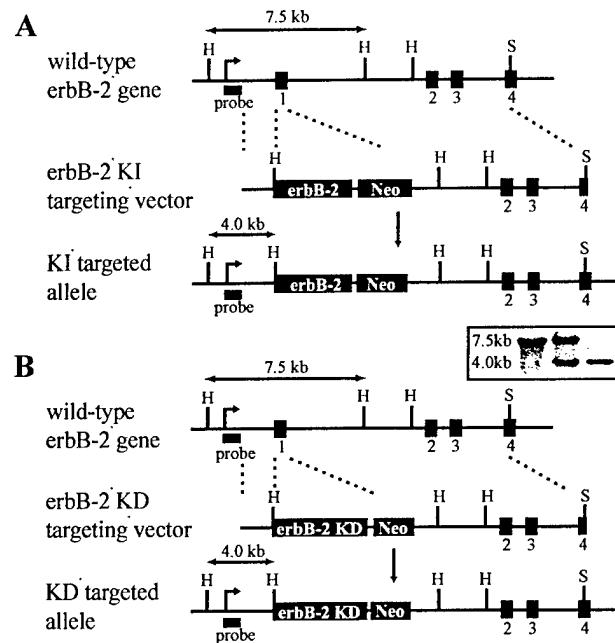 A
7.5 kb
H H H S
wild-type
erbB-2 gene
probe 1 2 3 4
H H H S
erbB-2 KI
targeting vector
erbB-2 Neo
2 3 4
4.0 kb
H H H H S
KI targeted
allele
erbB-2 Neo
probe 2 3 4
7.5kb
4.0kb
B
7.5 kb
H H H S
wild-type
erbB-2 gene
probe 1 2 3 4
H H H S
erbB-2 KD
targeting vector
erbB-2 KD Neo
2 3 4
4.0 kb
H H H H S
KD targeted
allele
erbB-2 KD Neo
probe 2 3 4